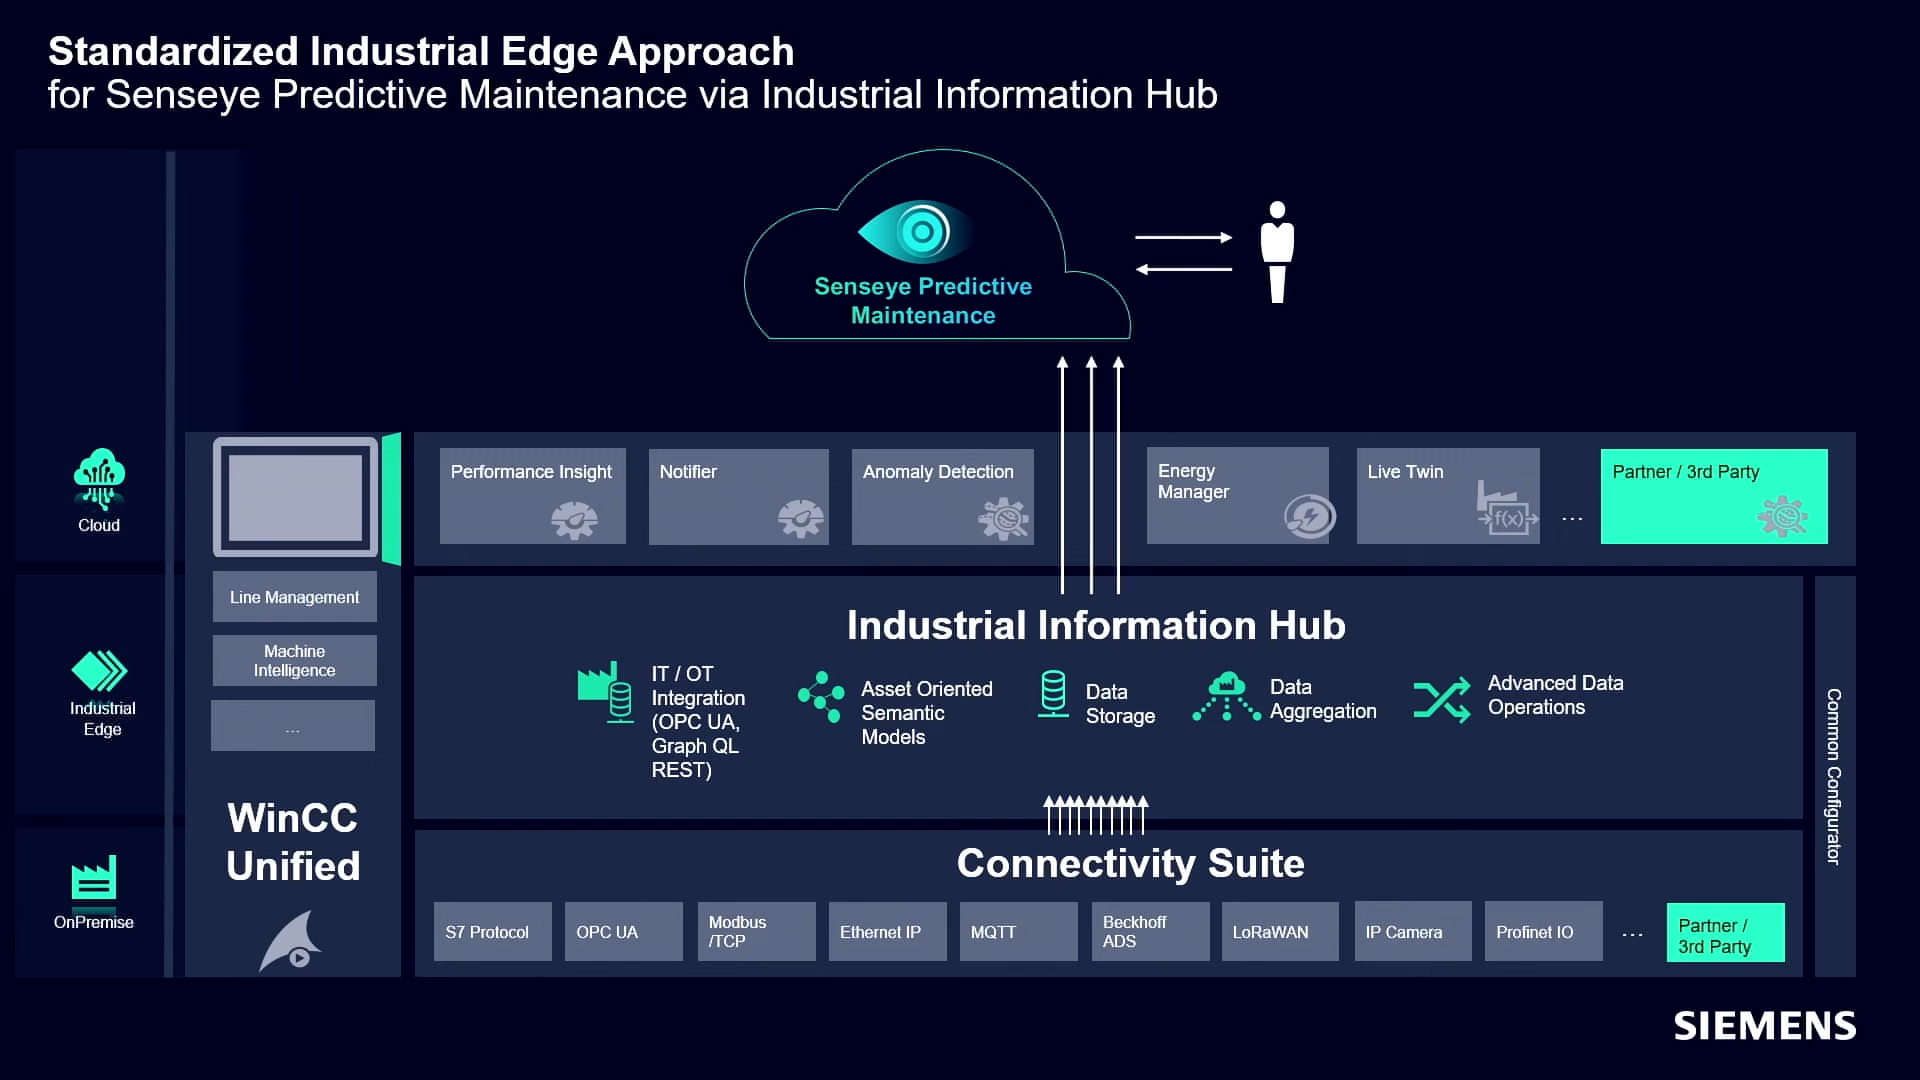 Standardized Industrial Edge Approach
for Senseye Predictive Maintenance via Industrial Information Hub
Senseye Predictive
Maintenance
Cloud
Industrial
Edge
OnPremise
Line Management
Machine
Intelligence
...
WinCC
Unified
Performance Insight
Notifier
Anomaly Detection
Energy
Manager
Live Twin
f(x)
...
Partner / 3rd Party
Industrial Information Hub
IT / OT
Integration
(OPC UA,
Graph QL
REST)
Asset Oriented
Semantic
Models
Data
Storage
Data
Aggregation
Advanced Data
Operations
Common Configurator
Connectivity Suite
S7 Protocol
OPC UA
Modbus
/TCP
Ethernet IP
MQTT
Beckhoff
ADS
LoRaWAN
IP Camera
Profinet IO
...
Partner /
3rd Party
SIEMENS